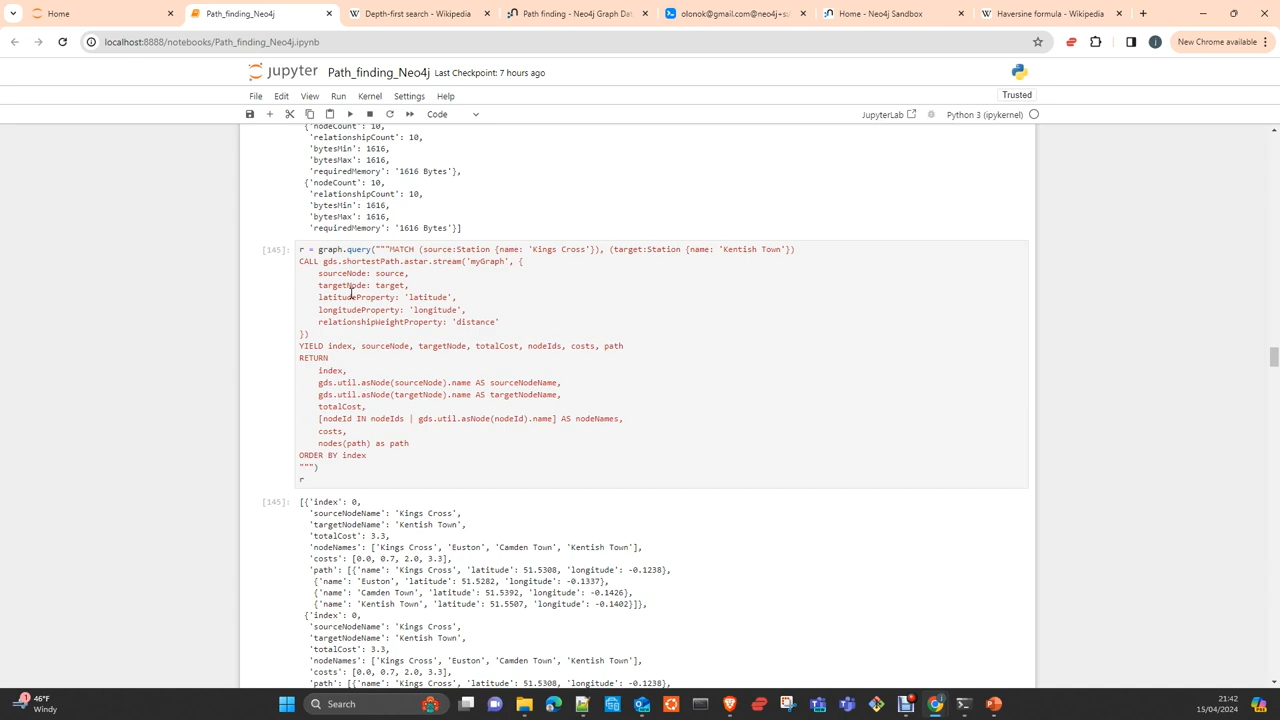 Home
Path_finding_Neo4j
Depth-first search - Wikipedia
Path finding - Neo4j Graph Dat
olonok@gmail.com@neo4j+s
Home - Neo4j Sandbox
Haversine formula - Wikipedia
localhost:8888/notebooks/Path_finding_Neo4j.ipynb
New Chrome available
jupyter Path_finding_Neo4j Last Checkpoint: 7 hours ago
File Edit View Run Kernel Settings Help
Trusted
Code
JupyterLab
Python 3 (ipykernel)
{'nodeCount': 10,
'relationshipCount': 10,
'bytesMin': 1616,
'bytesMax': 1616,
'requiredMemory': '1616 Bytes'},
{'nodeCount': 10,
'relationshipCount': 10,
'bytesMin': 1616,
'bytesMax': 1616,
'requiredMemory': '1616 Bytes'}]
[145]: r = graph.query("""MATCH (source:Station {name: 'Kings Cross'}), (target:Station {name: 'Kentish Town'})
CALL gds.shortestPath.astar.stream('myGraph', {
sourceNode: source,
targetNode: target,
latitudeProperty: 'latitude',
longitudeProperty: 'longitude',
relationshipWeightProperty: 'distance'
})
YIELD index, sourceNode, targetNode, totalCost, nodeIds, costs, path
RETURN
index,
gds.util.asNode(sourceNode).name AS sourceNodeName,
gds.util.asNode(targetNode).name AS targetNodeName,
totalCost,
[nodeId IN nodeIds | gds.util.asNode(nodeId).name] AS nodeNames,
costs,
nodes(path) as path
ORDER BY index
""")
r
[145]: [{'index': 0,
'sourceNodeName': 'Kings Cross',
'targetNodeName': 'Kentish Town',
'totalCost': 3.3,
'nodeNames': ['Kings Cross', 'Euston', 'Camden Town', 'Kentish Town'],
'costs': [0.0, 0.7, 2.0, 3.3],
'path': [{'name': 'Kings Cross', 'latitude': 51.5308, 'longitude': -0.1238},
{'name': 'Euston', 'latitude': 51.5282, 'longitude': -0.1337},
{'name': 'Camden Town', 'latitude': 51.5392, 'longitude': -0.1426},
{'name': 'Kentish Town', 'latitude': 51.5507, 'longitude': -0.1402}]},
{'index': 0,
'sourceNodeName': 'Kings Cross',
'targetNodeName': 'Kentish Town',
'totalCost': 3.3,
'nodeNames': ['Kings Cross', 'Euston', 'Camden Town', 'Kentish Town'],
'costs': [0.0, 0.7, 2.0, 3.3],
'path': [{'name': 'Kings Cross', 'latitude': 51.5308, 'longitude': -0.1238},
1
46°F
Windy
Search
21:42
15/04/2024